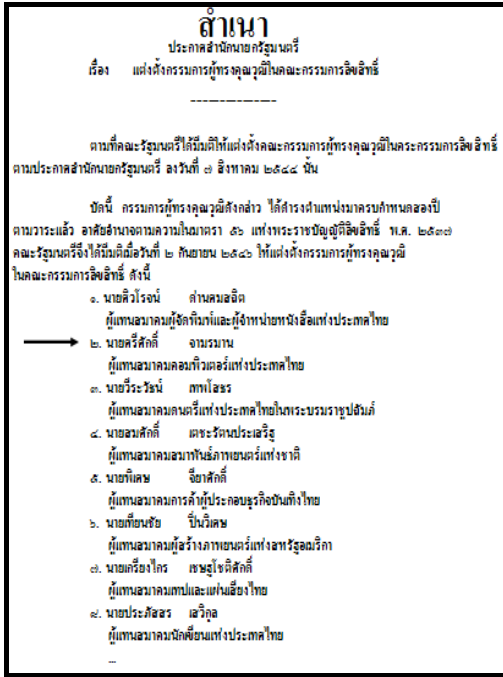 สำเนา
ประกาศสำนักนายกรัฐมนตรี
เรื่อง แต่งตั้งกรรมการผู้ทรงคุณวุฒิในคณะกรรมการลิขสิทธิ์
----------------
ตามที่คณะรัฐมนตรีได้มีมติให้แต่งตั้งคณะกรรมการผู้ทรงคุณวุฒิในคระกรรมการลิขสิทธิ์
ตามประกาศสำนักนายกรัฐมนตรี ลงวันที่ ๗ สิงหาคม ๒๕๔๔ นั้น
บัดนี้ กรรมการผู้ทรงคุณวุฒิดังกล่าว ได้ดำรงตำแหน่งมาครบกำหนดสองปี
ตามวาระแล้ว อาศัยอำนาจตามความในมาตรา ๕๖ แห่งพระราชบัญญัติลิขสิทธิ์ พ.ศ. ๒๕๓๗
คณะรัฐมนตรีจึงได้มีมติเมื่อวันที่ ๒ กันยายน ๒๕๔๖ ให้แต่งตั้งกรรมการผู้ทรงคุณวุฒิ
ในคณะกรรมการลิขสิทธิ์ ดังนี้
๑. นายศิวโรจน์ ด่านคมสถิต
ผู้แทนสมาคมผู้จัดพิมพ์และผู้จำหน่ายหนังสือแห่งประเทศไทย
๒. นายศรีศักดิ์ จามรมาน
ผู้แทนสมาคมคอมพิวเตอร์แห่งประเทศไทย
๓. นายวีระวัธน์ เทพโสธร
ผู้แทนสมาคมดนตรีแห่งประเทศไทยในพระบรมราชูปถัมภ์
๔. นายสมศักดิ์ เตชะรัตนประเสริฐ
ผู้แทนสมาคมสมาพันธ์ภาพยนตร์แห่งชาติ
๕. นายพิเศษ จียาศักดิ์
ผู้แทนสมาคมการค้าผู้ประกอบธุรกิจบันเทิงไทย
๖. นายเทียนชัย ปิ่นวิเศษ
ผู้แทนสมาคมผู้สร้างภาพยนตร์แห่งสหรัฐอเมริกา
๗. นายเกรียงไกร เชษฐโชติศักดิ์
ผู้แทนสมาคมเทปและแผ่นเสียงไทย
๘. นายประภัสสร เสวิกุล
ผู้แทนสมาคมนักเขียนแห่งประเทศไทย
...